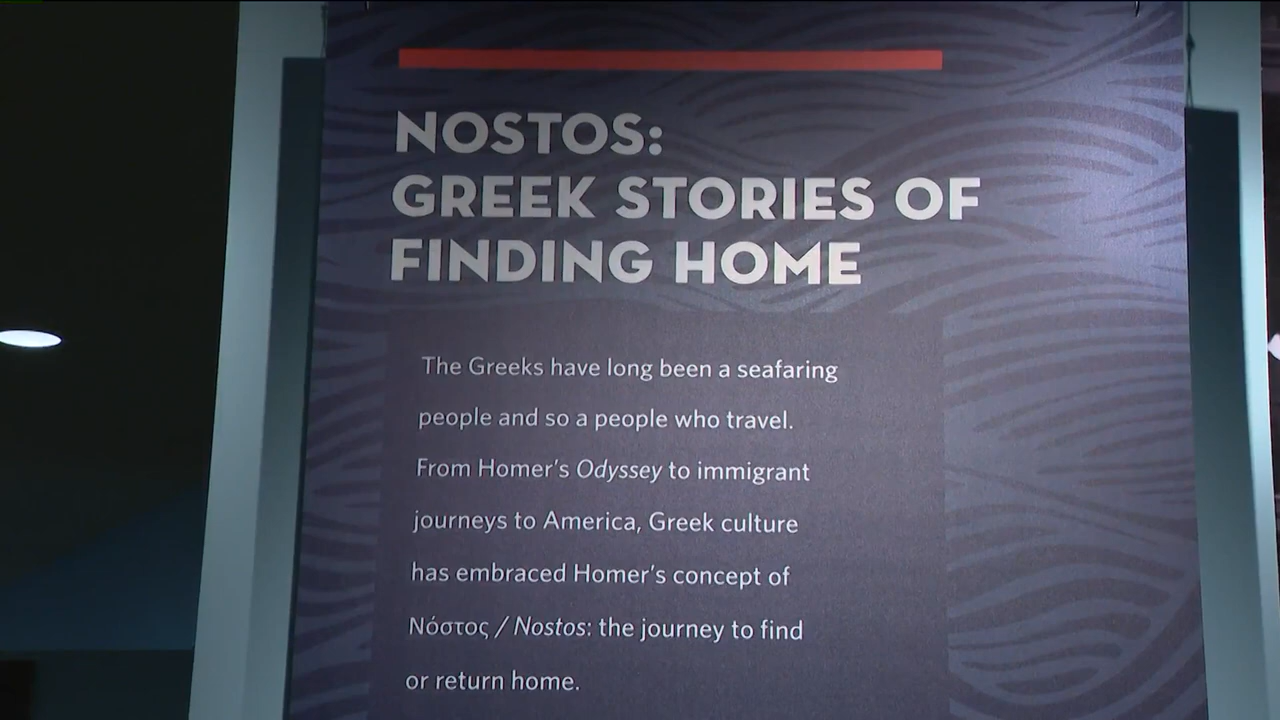 NOSTOS:
GREEK STORIES OF
FINDING HOME
The Greeks have long been a seafaring
people and so a people who travel.
From Homer's Odyssey to immigrant
journeys to America, Greek culture
has embraced Homer's concept of
Νόστος / Nostos: the journey to find
or return home.